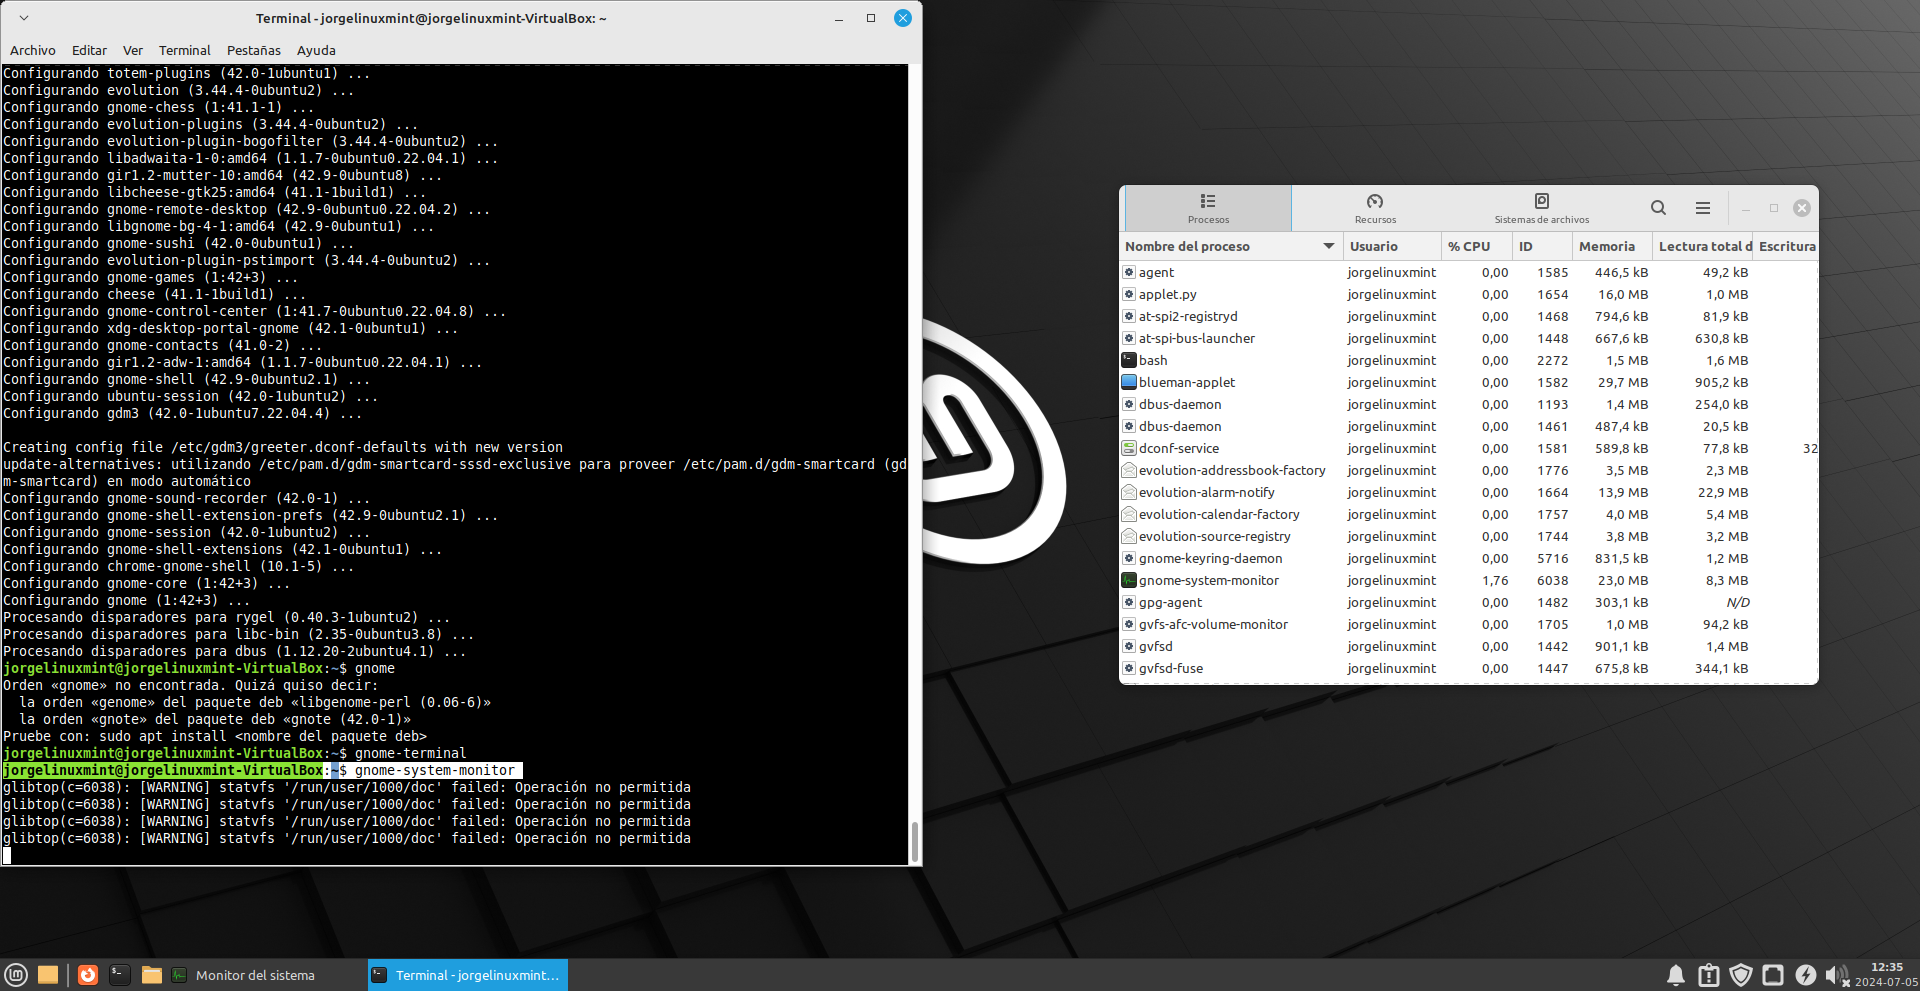 Terminal - jorgelinuxmint@jorgelinuxmint-VirtualBox: ~
Archivo Editar Ver Terminal Pestañas Ayuda
Configurando totem-plugins (42.0-1ubuntu1) ...
Configurando evolution (3.44.4-0ubuntu2) ...
Configurando gnome-chess (1:41.1-1) ...
Configurando evolution-plugins (3.44.4-0ubuntu2) ...
Configurando evolution-plugin-bogofilter (3.44.4-0ubuntu2) ...
Configurando libadwaita-1-0:amd64 (1.1.7-0ubuntu0.22.04.1) ...
Configurando gir1.2-mutter-10:amd64 (42.9-0ubuntu8) ...
Configurando libcheese-gtk25:amd64 (41.1-1build1) ...
Configurando gnome-remote-desktop (42.9-0ubuntu0.22.04.2) ...
Configurando libgnome-bg-4-1:amd64 (42.9-0ubuntu1) ...
Configurando gnome-sushi (42.0-0ubuntu1) ...
Configurando evolution-plugin-pstimport (3.44.4-0ubuntu2) ...
Configurando gnome-games (1:42+3) ...
Configurando cheese (41.1-1build1) ...
Configurando gnome-control-center (1:41.7-0ubuntu0.22.04.8) ...
Configurando xdg-desktop-portal-gnome (42.1-0ubuntu1) ...
Configurando gnome-contacts (41.0-2) ...
Configurando gir1.2-adw-1:amd64 (1.1.7-0ubuntu0.22.04.1) ...
Configurando gnome-shell (42.9-0ubuntu2.1) ...
Configurando ubuntu-session (42.0-1ubuntu2) ...
Configurando gdm3 (42.0-1ubuntu7.22.04.4) ...
Creating config file /etc/gdm3/greeter.dconf-defaults with new version
update-alternatives: utilizando /etc/pam.d/gdm-smartcard-sssd-exclusive para proveer /etc/pam.d/gdm-smartcard (gd
m-smartcard) en modo automático
Configurando gnome-sound-recorder (42.0-1) ...
Configurando gnome-shell-extension-prefs (42.9-0ubuntu2.1) ...
Configurando gnome-session (42.0-1ubuntu2) ...
Configurando gnome-shell-extensions (42.1-0ubuntu1) ...
Configurando chrome-gnome-shell (10.1-5) ...
Configurando gnome-core (1:42+3) ...
Configurando gnome (1:42+3) ...
Procesando disparadores para rygel (0.40.3-1ubuntu2) ...
Procesando disparadores para libc-bin (2.35-0ubuntu3.8) ...
Procesando disparadores para dbus (1.12.20-2ubuntu4.1) ...
jorgelinuxmint@jorgelinuxmint-VirtualBox:~$ gnome
Orden «gnome» no encontrada. Quizá quiso decir:
la orden «genome» del paquete deb «libgenome-perl (0.06-6)»
la orden «gnote» del paquete deb «gnote (42.0-1)»
Pruebe con: sudo apt install <nombre del paquete deb>
jorgelinuxmint@jorgelinuxmint-VirtualBox:~$ gnome-terminal
jorgelinuxmint@jorgelinuxmint-VirtualBox:~$ gnome-system-monitor
glibtop(c=6038): [WARNING] statvfs '/run/user/1000/doc' failed: Operación no permitida
glibtop(c=6038): [WARNING] statvfs '/run/user/1000/doc' failed: Operación no permitida
glibtop(c=6038): [WARNING] statvfs '/run/user/1000/doc' failed: Operación no permitida
glibtop(c=6038): [WARNING] statvfs '/run/user/1000/doc' failed: Operación no permitida
Procesos Recursos Sistemas de archivos
Nombre del proceso Usuario % CPU ID Memoria Lectura total d Escritura
agent jorgelinuxmint 0,00 1585 446,5 kB 49,2 kB
applet.py jorgelinuxmint 0,00 1654 16,0 MB 1,0 MB
at-spi2-registryd jorgelinuxmint 0,00 1468 794,6 kB 81,9 kB
at-spi-bus-launcher jorgelinuxmint 0,00 1448 667,6 kB 630,8 kB
bash jorgelinuxmint 0,00 2272 1,5 MB 1,6 MB
blueman-applet jorgelinuxmint 0,00 1582 29,7 MB 905,2 kB
dbus-daemon jorgelinuxmint 0,00 1193 1,4 MB 254,0 kB
dbus-daemon jorgelinuxmint 0,00 1461 487,4 kB 20,5 kB
dconf-service jorgelinuxmint 0,00 1581 589,8 kB 77,8 kB 32
evolution-addressbook-factory jorgelinuxmint 0,00 1776 3,5 MB 2,3 MB
evolution-alarm-notify jorgelinuxmint 0,00 1664 13,9 MB 22,9 MB
evolution-calendar-factory jorgelinuxmint 0,00 1757 4,0 MB 5,4 MB
evolution-source-registry jorgelinuxmint 0,00 1744 3,8 MB 3,2 MB
gnome-keyring-daemon jorgelinuxmint 0,00 5716 831,5 kB 1,2 MB
gnome-system-monitor jorgelinuxmint 1,76 6038 23,0 MB 8,3 MB
gpg-agent jorgelinuxmint 0,00 1482 303,1 kB N/D
gvfs-afc-volume-monitor jorgelinuxmint 0,00 1705 1,0 MB 94,2 kB
gvfsd jorgelinuxmint 0,00 1442 901,1 kB 1,4 MB
gvfsd-fuse jorgelinuxmint 0,00 1447 675,8 kB 344,1 kB
Monitor del sistema
Terminal - jorgelinuxmint...
12:35
2024-07-05